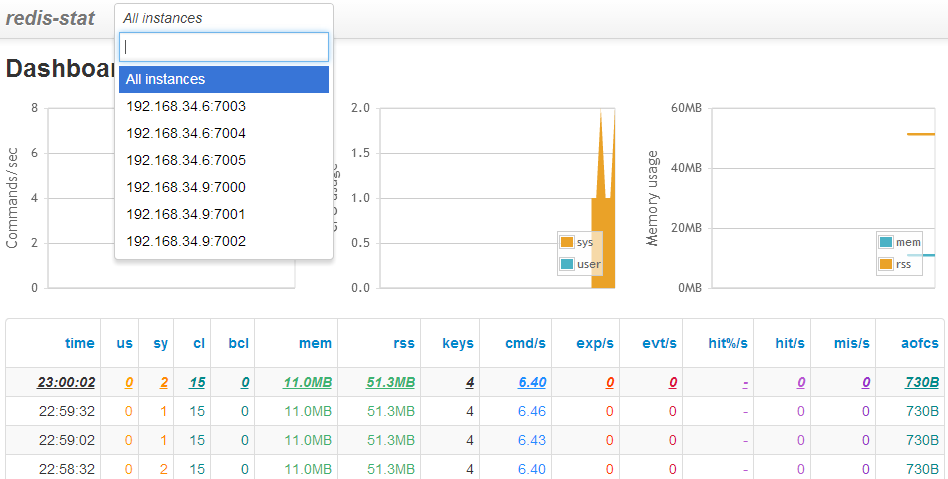 redis-stat
All instances
Dashboar
All instances
192.168.34.6:7003
192.168.34.6:7004
192.168.34.6:7005
192.168.34.9:7000
192.168.34.9:7001
192.168.34.9:7002
Commands/sec
8
6
4
2
0
2.0
1.5
1.0
0.5
0.0
sys
user
Memory usage
60MB
40MB
20MB
0MB
mem
rss
time us sy cl bcl mem rss keys cmd/s exp/s evt/s hit%/s hit/s mis/s aofcs
23:00:02 0 2 15 0 11.0MB 51.3MB 4 6.40 0 0 - 0 0 730B
22:59:32 0 1 15 0 11.0MB 51.3MB 4 6.46 0 0 - 0 0 730B
22:59:02 0 1 15 0 11.0MB 51.3MB 4 6.43 0 0 - 0 0 730B
22:58:32 0 2 15 0 11.0MB 51.3MB 4 6.40 0 0 - 0 0 730B